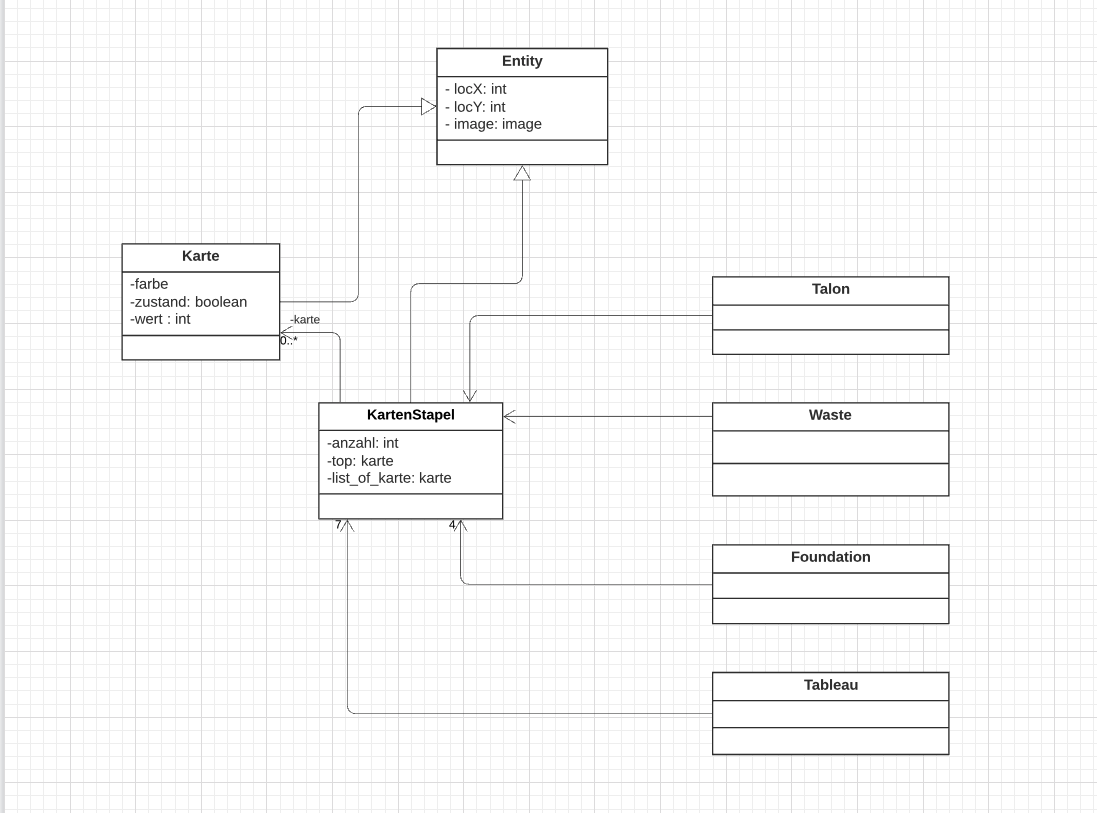 Entity
- locX: int
- locY: int
- image: image
Karte
-farbe
-zustand: boolean
-wert : int
-karte
0..*
Talon
KartenStapel
-anzahl: int
-top: karte
-list_of_karte: karte
7
4
Waste
Foundation
Tableau